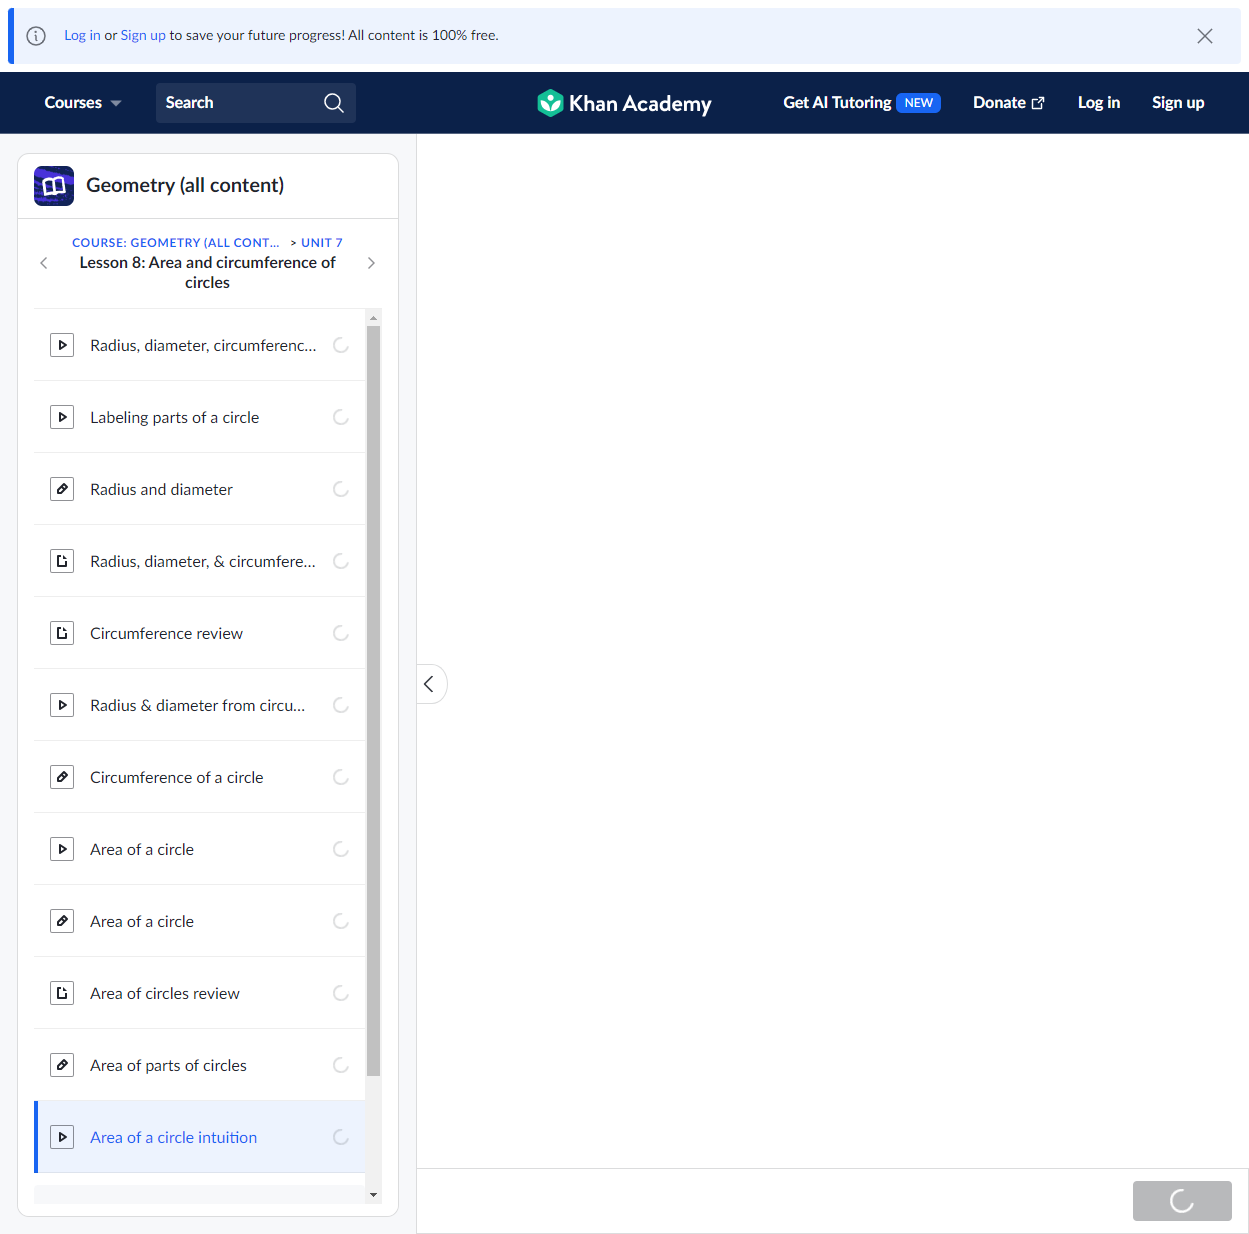 Log in or Sign up to save your future progress! All content is 100% free.
Courses
Search
Khan Academy
Get AI Tutoring NEW
Donate
Log in
Sign up
Geometry (all content)
COURSE: GEOMETRY (ALL CONT... > UNIT 7
Lesson 8: Area and circumference of
circles
Radius, diameter, circumferenc...
Labeling parts of a circle
Radius and diameter
Radius, diameter, & circumfere...
Circumference review
Radius & diameter from circu...
Circumference of a circle
Area of a circle
Area of a circle
Area of circles review
Area of parts of circles
Area of a circle intuition